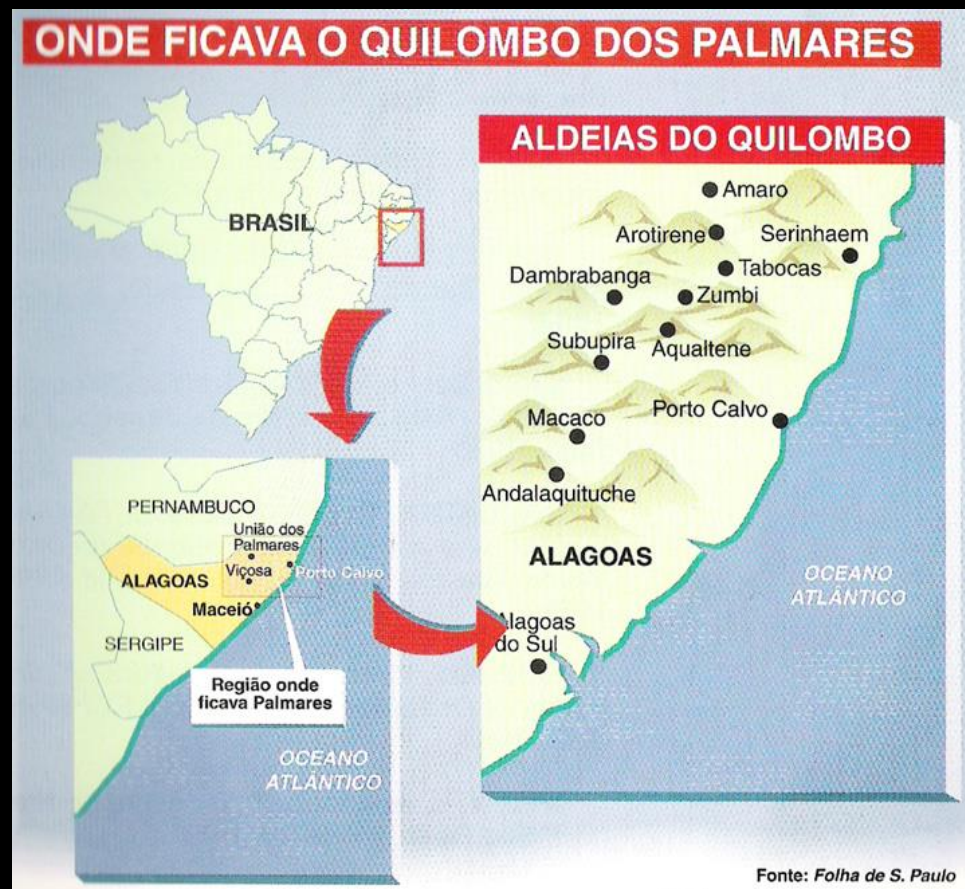 ONDE FICAVA O QUILOMBO DOS PALMARES
BRASIL
ALDEIAS DO QUILOMBO
Amaro
Arotirene
Serinhaem
Tabocas
Dambrabanga
Zumbi
Subupira
Aqualtene
Macaco
Porto Calvo
Andalaquituche
ALAGOAS
OCEANO
ATLÂNTICO
Alagoas
do Sul
PERNAMBUCO
União dos
Palmares
ALAGOAS
Viçosa
Porto Calvo
Maceió
SERGIPE
Região onde
ficava Palmares
OCEANO
ATLÂNTICO
Fonte: Folha de S. Paulo